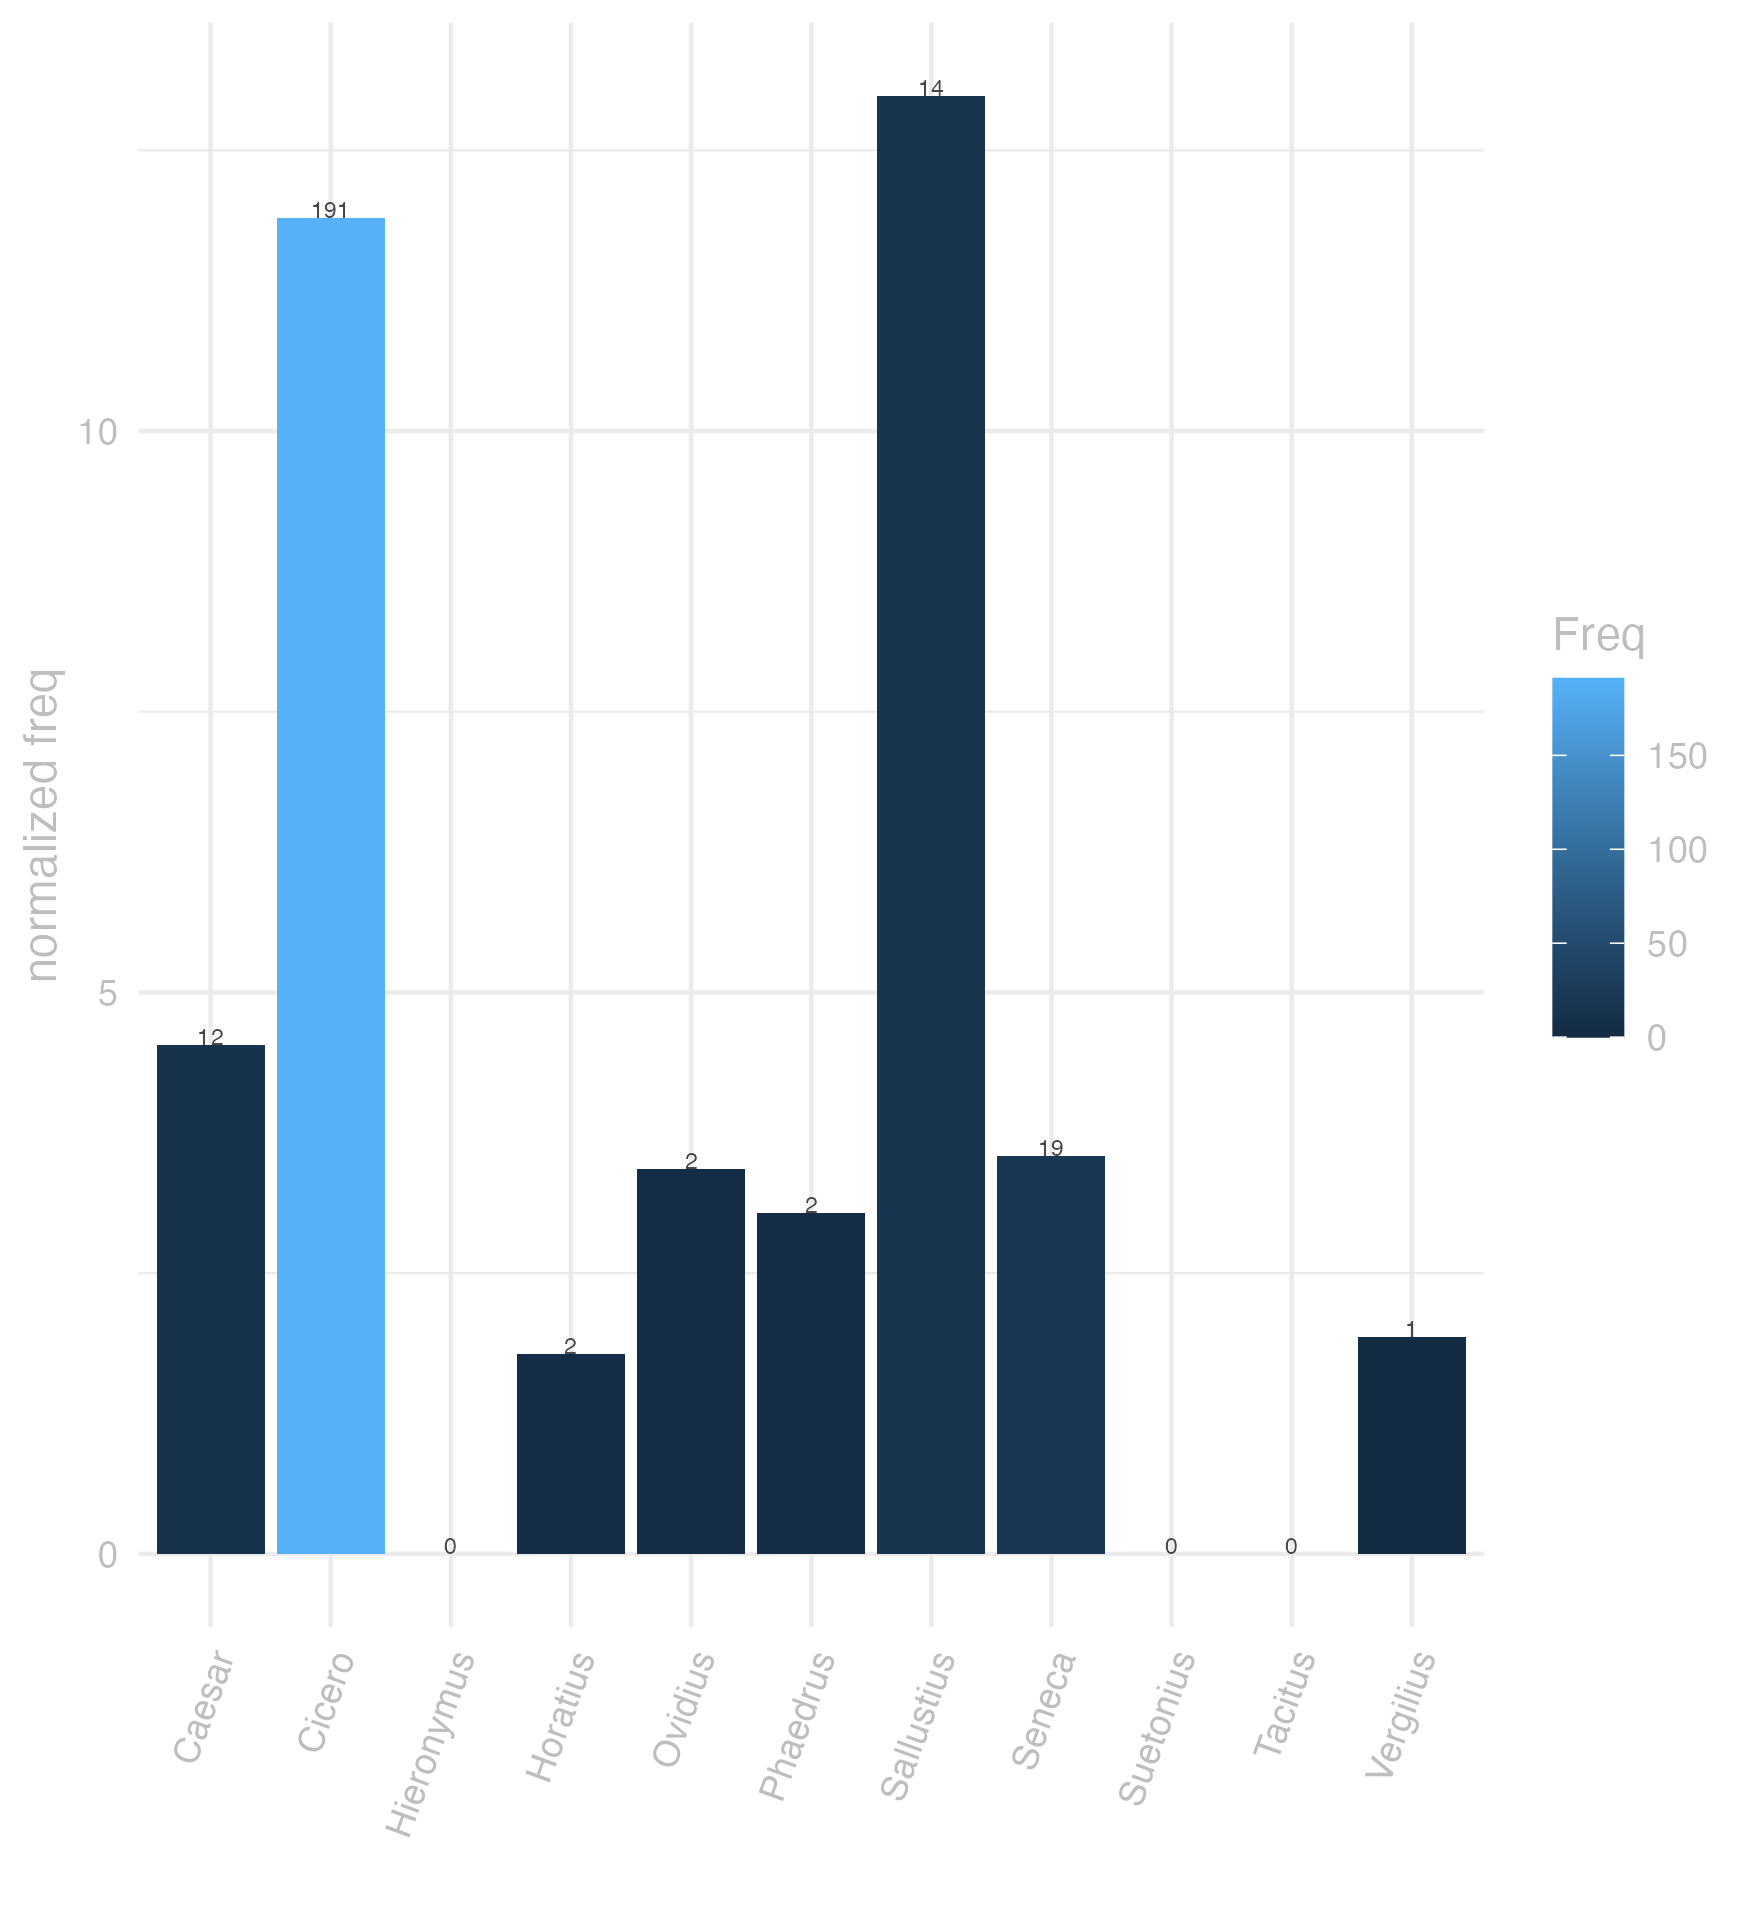 14
191
10
12
5
19
2
2
2
1
0
0
0
0
normalized freq
Caesar
Cicero
Hieronymus
Horatius
Ovidius
Phaedrus
Sallustius
Seneca
Suetonius
Tacitus
Vergilius
Freq
150
100
50
0